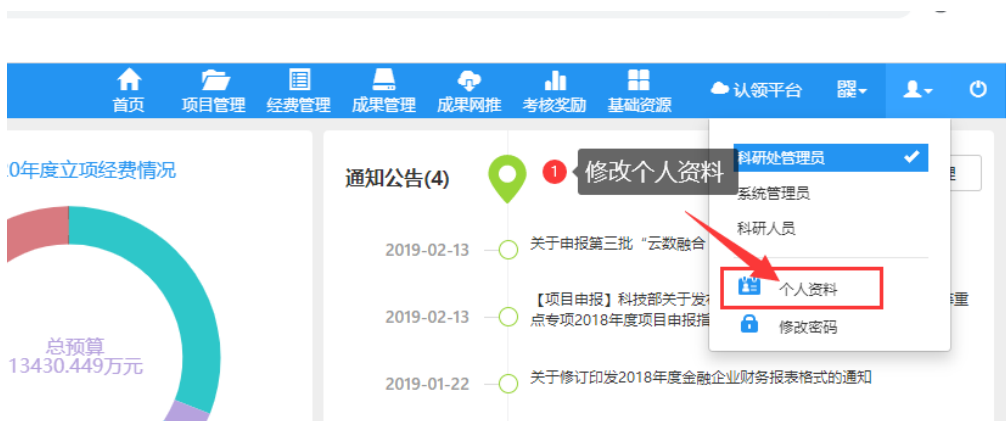 首页 项目管理 经费管理 成果管理 成果网推 考核奖励 基础资源 认领平台
0年度立项经费情况
总预算
13430.449万元
通知公告(4)
1 修改个人资料
2019-02-13 关于申报第三批“云数融合
2019-02-13 【项目申报】科技部关于发
重
点专项2018年度项目申报指
2019-01-22 关于修订印发2018年度金融企业财务报表格式的通知
科研处管理员
系统管理员
科研人员
个人资料
修改密码